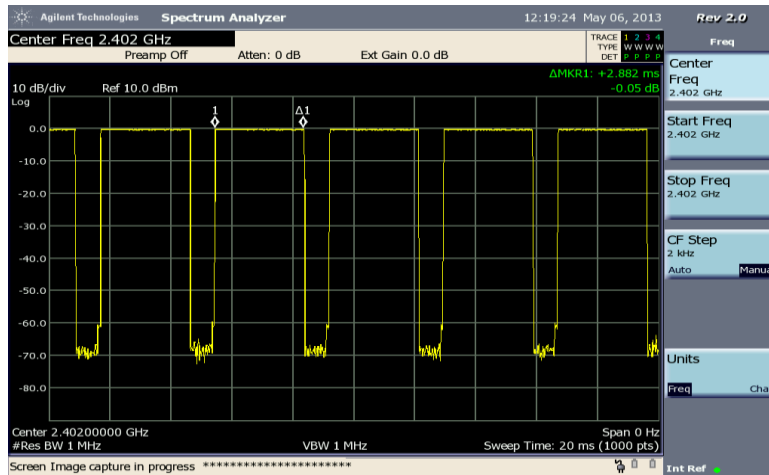 Agilent Technologies Spectrum Analyzer 12:19:24 May 06, 2013 Rev 2.0
Center Freq 2.402 GHz
Preamp Off Atten: 0 dB Ext Gain 0.0 dB
TRACE 1 2 3 4
TYPE W W W W
DET P P P P
Freq
ΔMKR1: +2.882 ms
-0.05 dB
10 dB/div Ref 10.0 dBm
Log
1 Δ1
0.0
-10.0
-20.0
-30.0
-40.0
-50.0
-60.0
-70.0
-80.0
Center 2.40200000 GHz Span 0 Hz
#Res BW 1 MHz VBW 1 MHz Sweep Time: 20 ms (1000 pts)
Screen Image capture in progress **********************
Center
Freq
2.402 GHz
Start Freq
2.402 GHz
Stop Freq
2.402 GHz
CF Step
2 kHz
Auto Manua
Units
Freq Cha
Int Ref